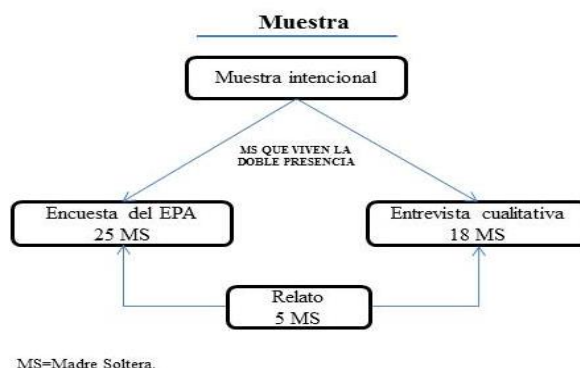 Muestra
Muestra intencional
MS QUE VIVEN LA
DOBLE PRESENCIA
Encuesta del EPA
25 MS
Entrevista cualitativa
18 MS
Relato
5 MS
MS=Madre Soltera.